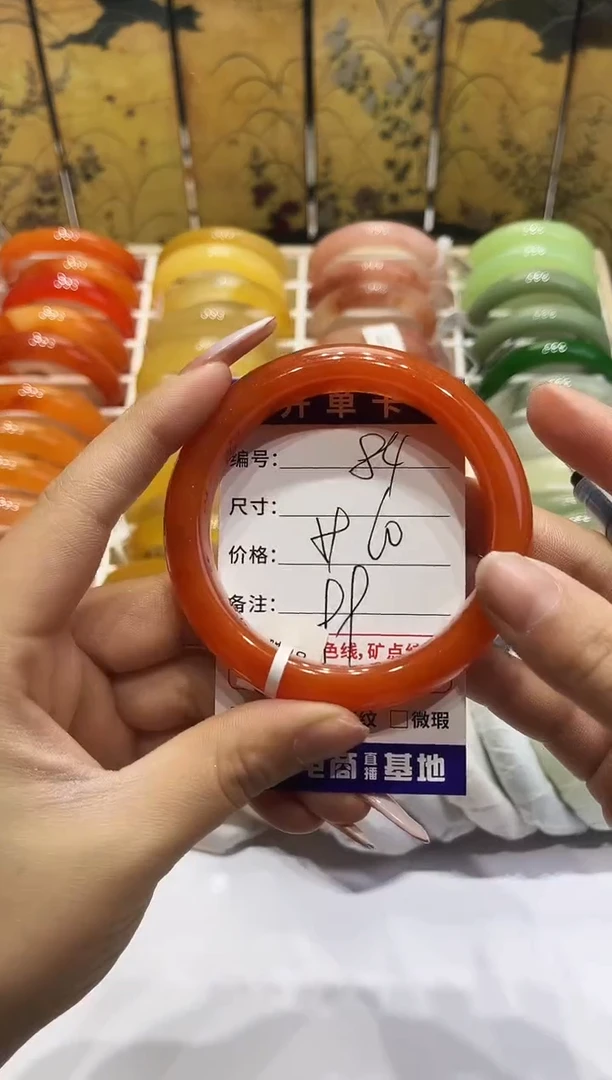 开单卡
编号: 84
尺寸:
价格:
备注:
色线,矿点
纹 □微瑕
电商 直播 基地